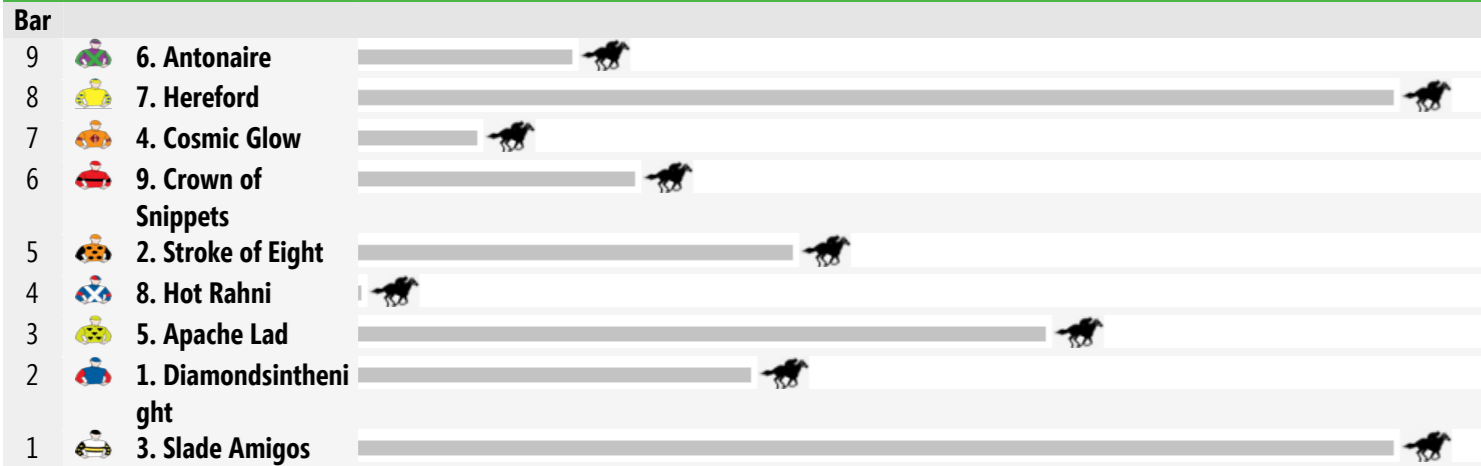 Bar
9 6. Antonaire
8 7. Hereford
7 4. Cosmic Glow
6 9. Crown of
Snippets
5 2. Stroke of Eight
4 8. Hot Rahni
3 5. Apache Lad
2 1. Diamondsintheni
ght
1 3. Slade Amigos